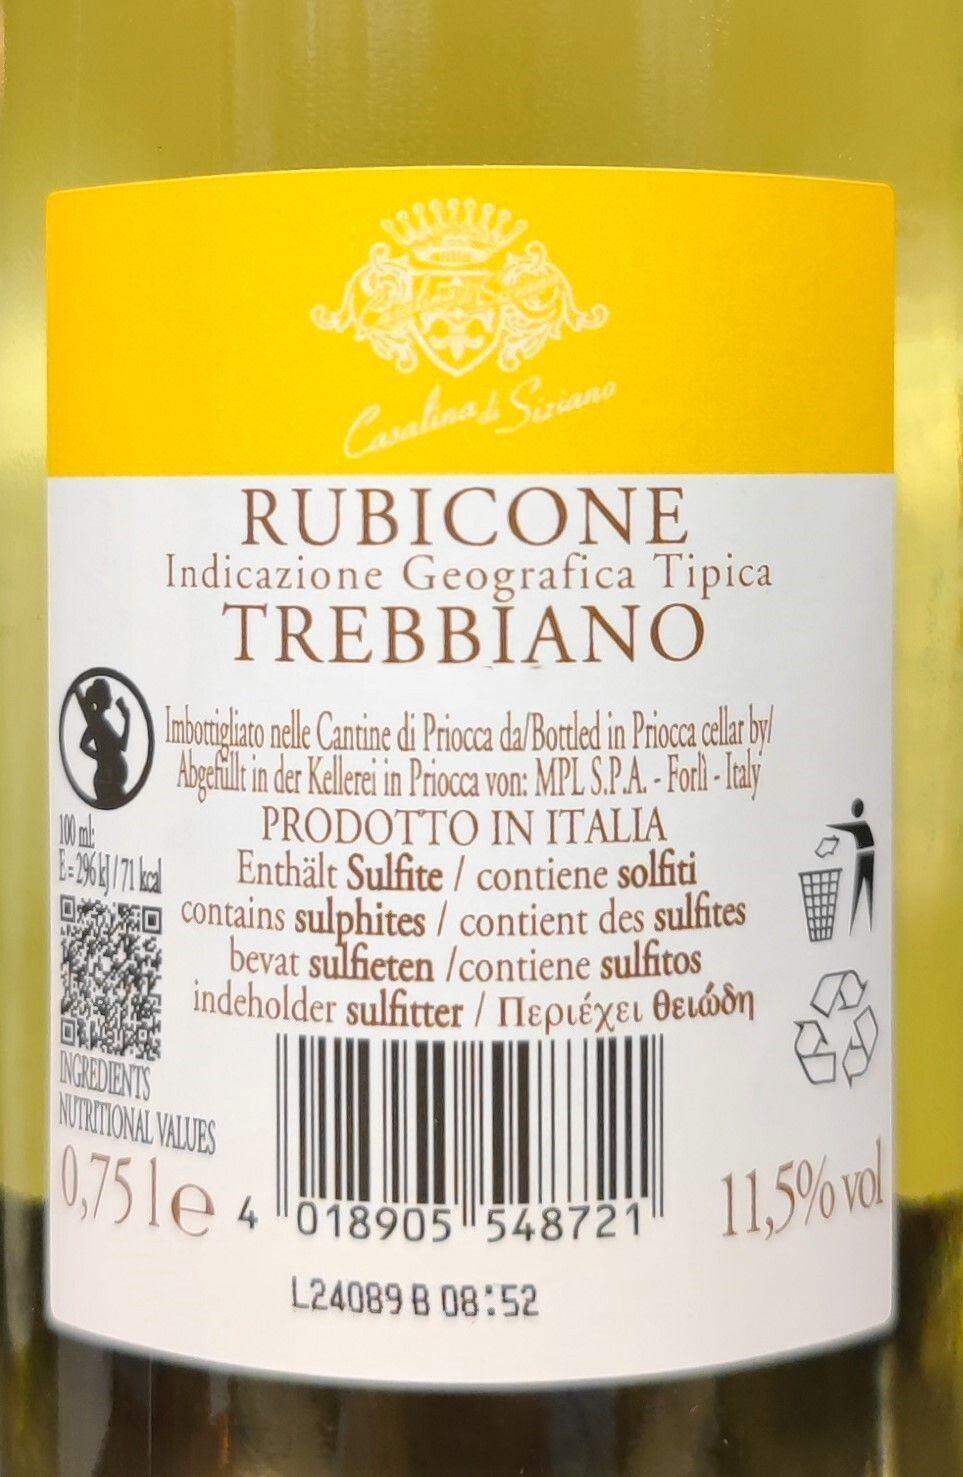 Casalina di Siziano
RUBICONE
Indicazione Geografica Tipica
TREBBIANO
Imbottigliato nelle Cantine di Priocca da/Bottled in Priocca cellar by/
Abgefüllt in der Kellerei in Priocca von: MPL S.P.A. - Forlì - Italy
PRODOTTO IN ITALIA
Enthält Sulfite / contiene solfiti
contains sulphites / contient des sulfites
bevat sulfieten /contiene sulfitos
indeholder sulfitter / Περιέχει θειώδη
100 ml:
E = 296 kJ / 71 kcal
INGREDIENTS
NUTRITIONAL VALUES
0,75 l e
4 018905 548721
11,5% vol
L24089 B 08:52